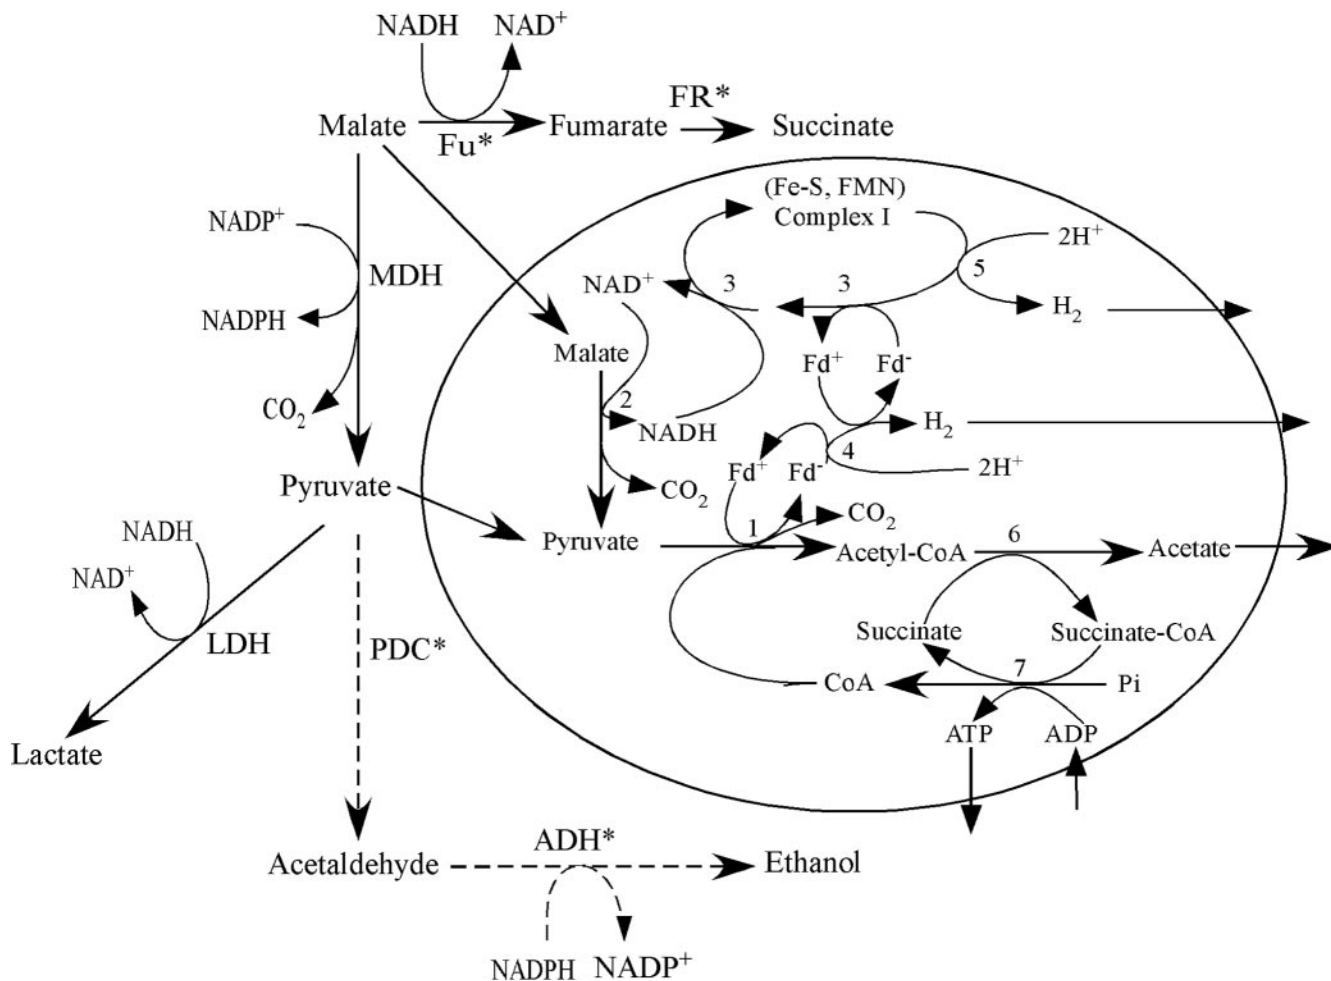 NADH NAD+
FR*
Malate Fumarate Succinate
Fu*
(Fe-S, FMN)
Complex I
NADP+ 2H+
MDH NAD+ 3 3 5
NADPH H2
Malate Fd+ Fd-
CO2 2 NADH H2
4
Fd+ Fd- 2H+
Pyruvate CO2 CO2
1
NADH Pyruvate Acetyl-CoA 6 Acetate
NAD+
LDH PDC* Succinate Succinate-CoA
7
CoA Pi
Lactate ATP ADP
ADH*
Acetaldehyde Ethanol
NADPH NADP+